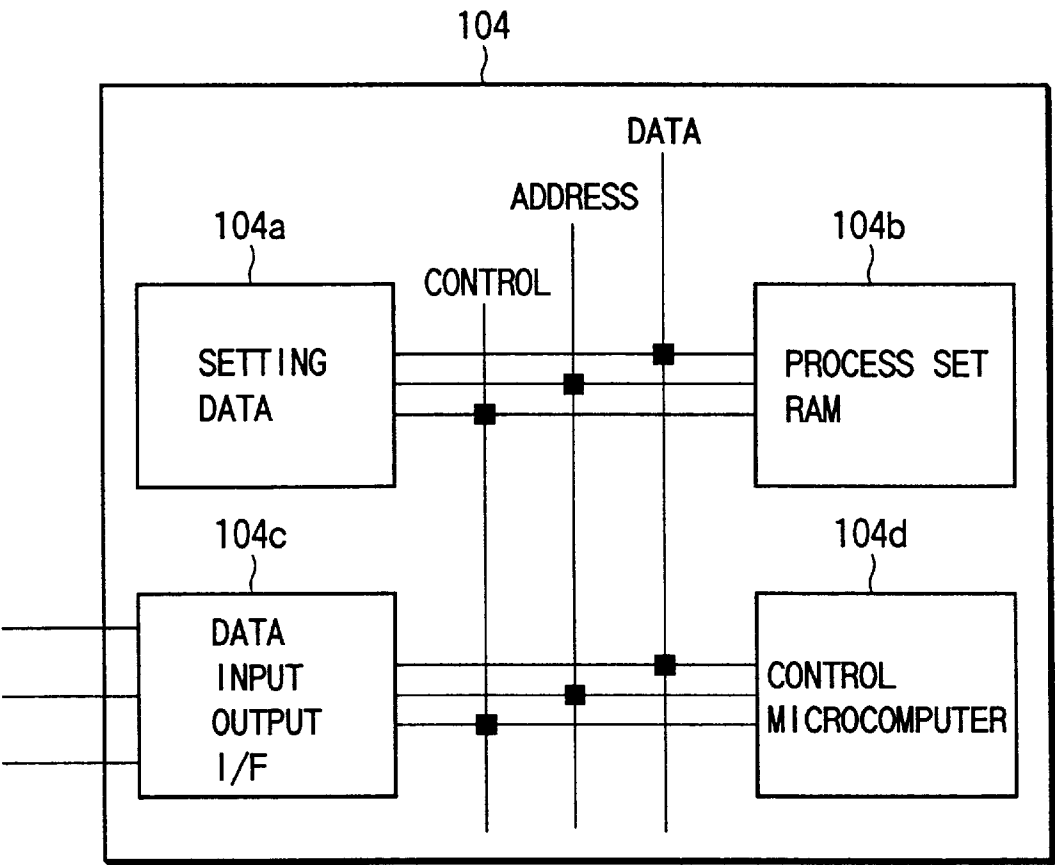 104
DATA
ADDRESS
104a
104b
CONTROL
SETTING
DATA
PROCESS SET
RAM
104c
104d
DATA
INPUT
OUTPUT
I/F
CONTROL
MICROCOMPUTER